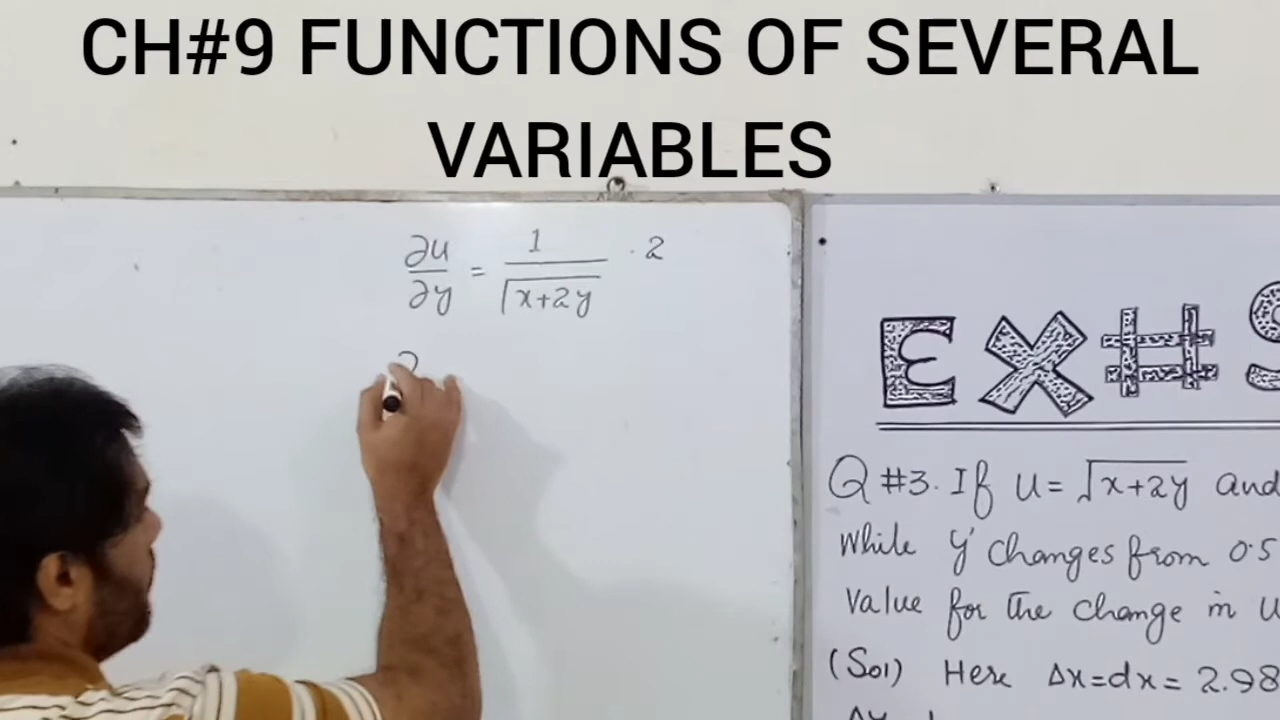 CH#9 FUNCTIONS OF SEVERAL
VARIABLES
∂u/∂y = 1/√(x+2y) · 2
∂
EX#9
Q#3. If u = √(x+2y) and
While y changes from 0.5
Value for the change in u
(Sol) Here Δx=dx= 2.98